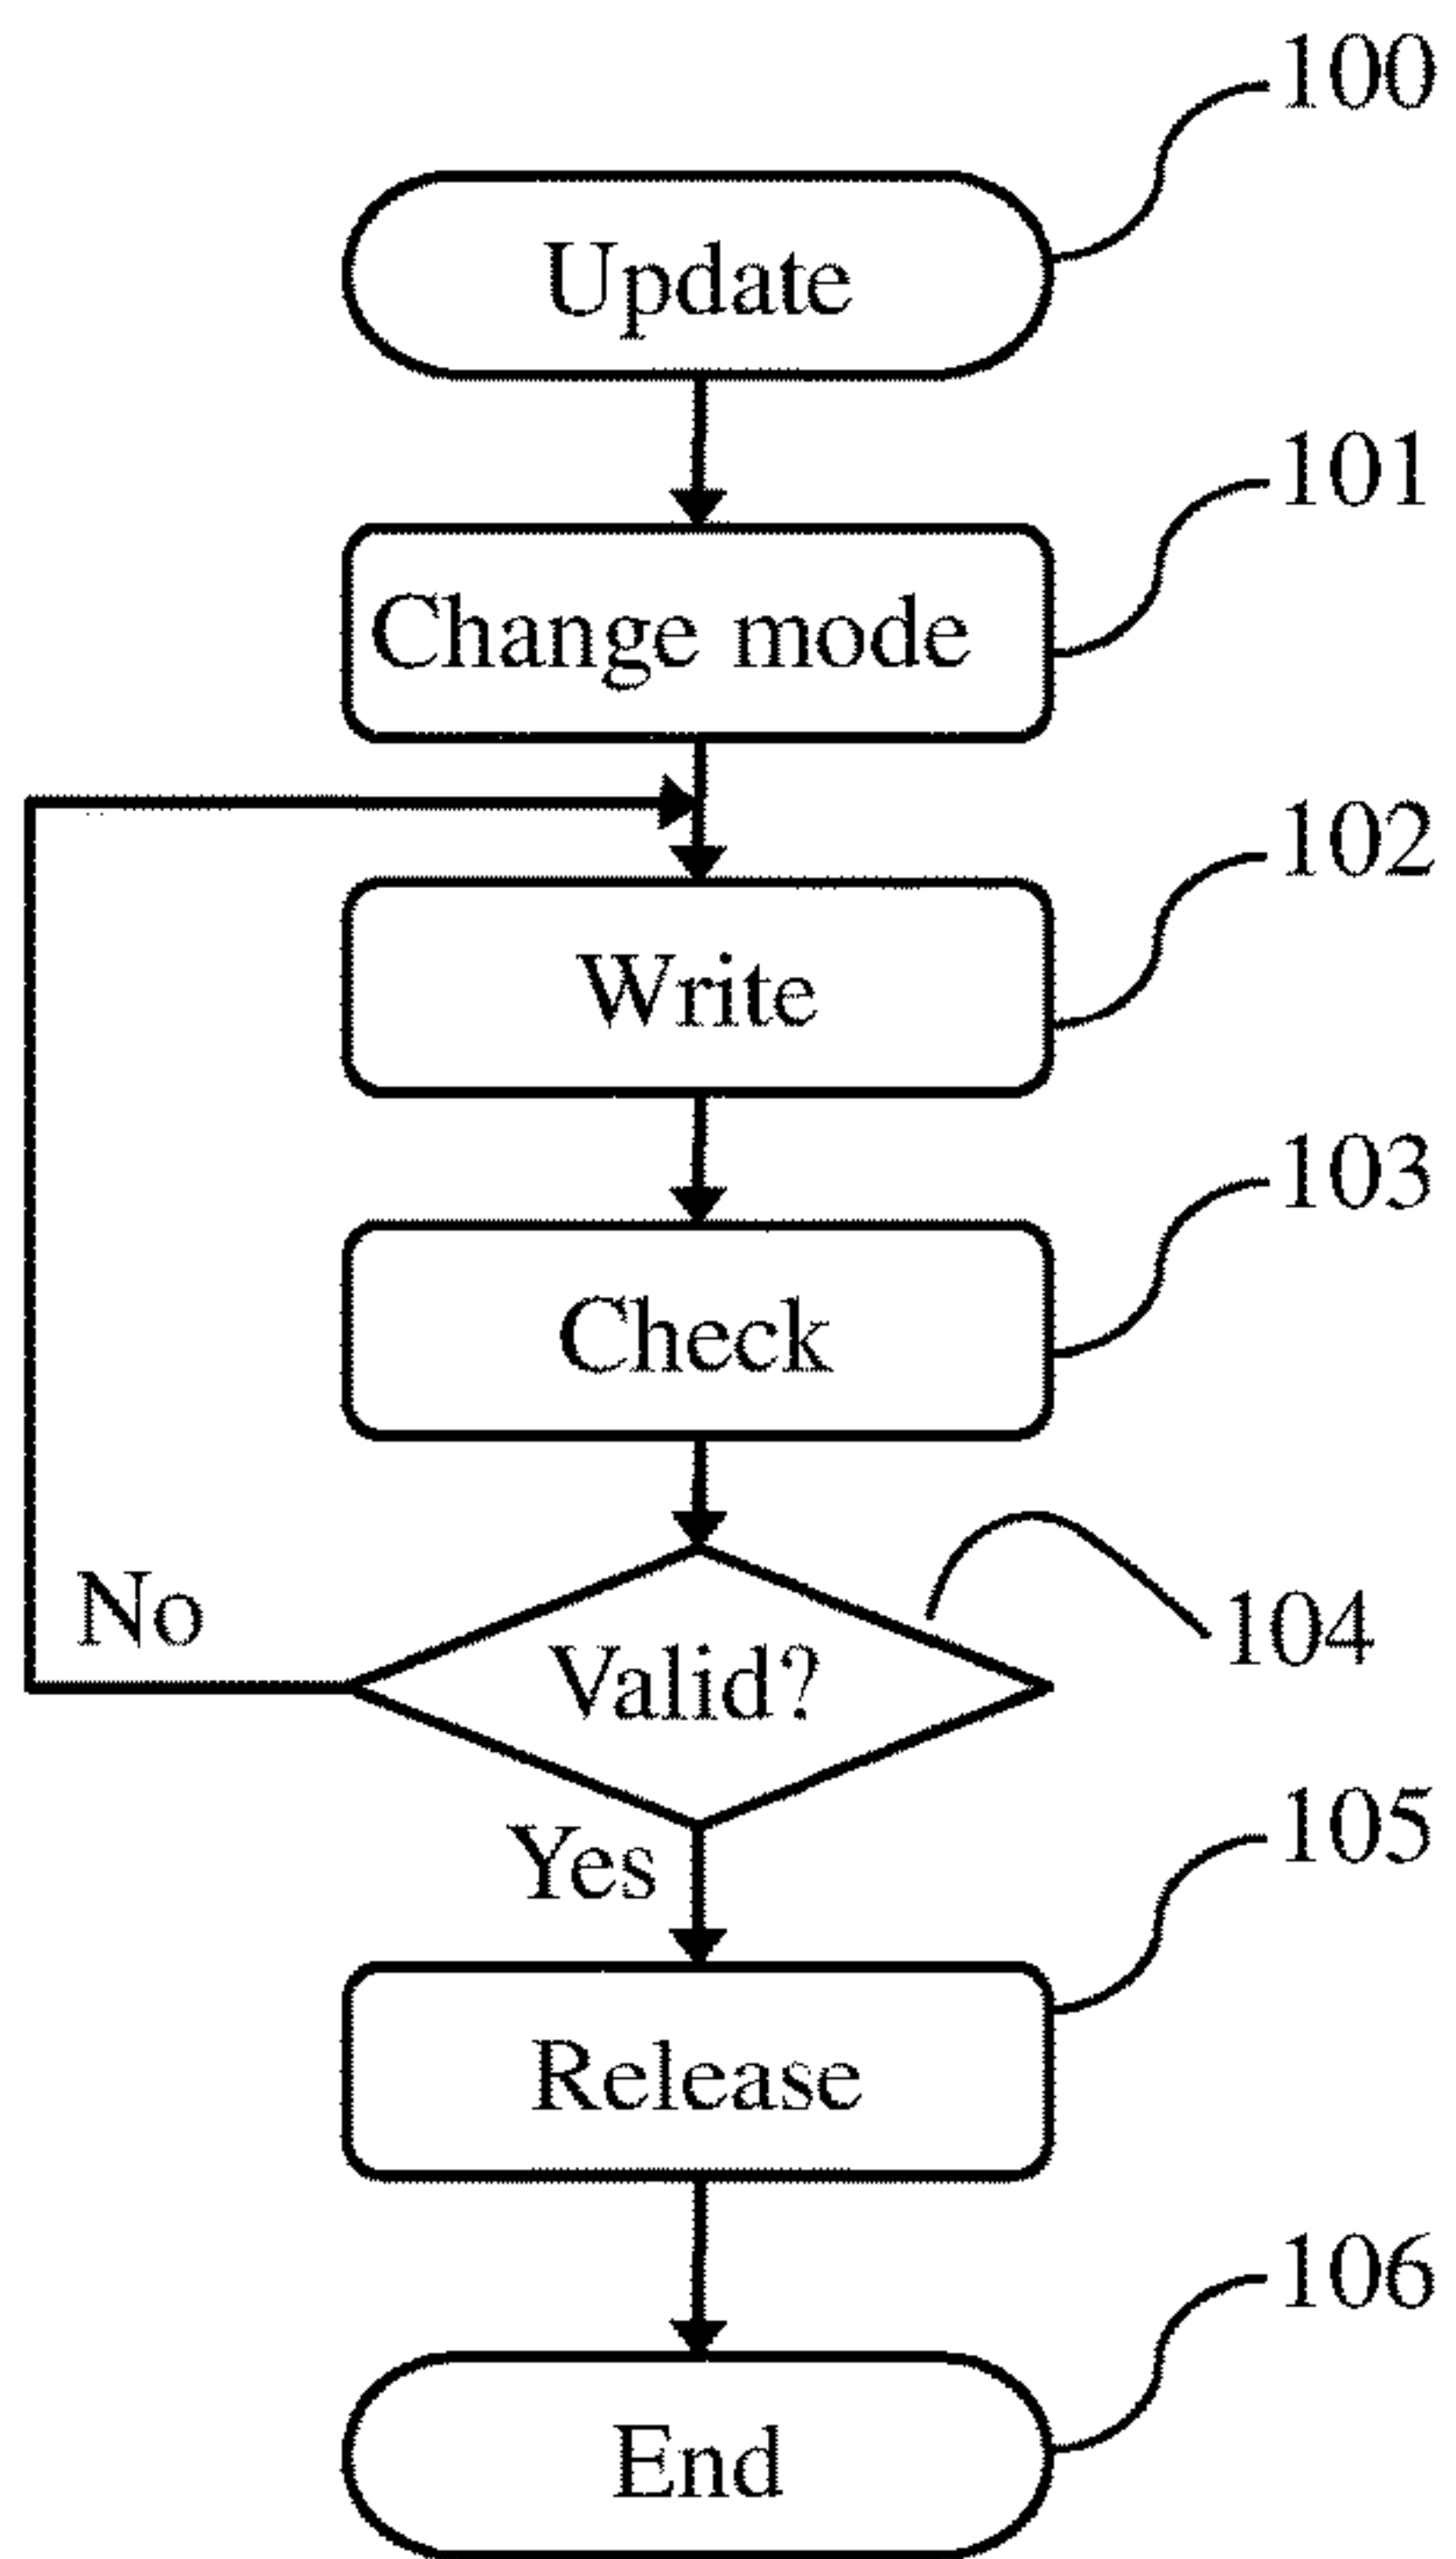 100
Update
101
Change mode
102
Write
103
Check
No
104
Valid?
Yes
105
Release
106
End